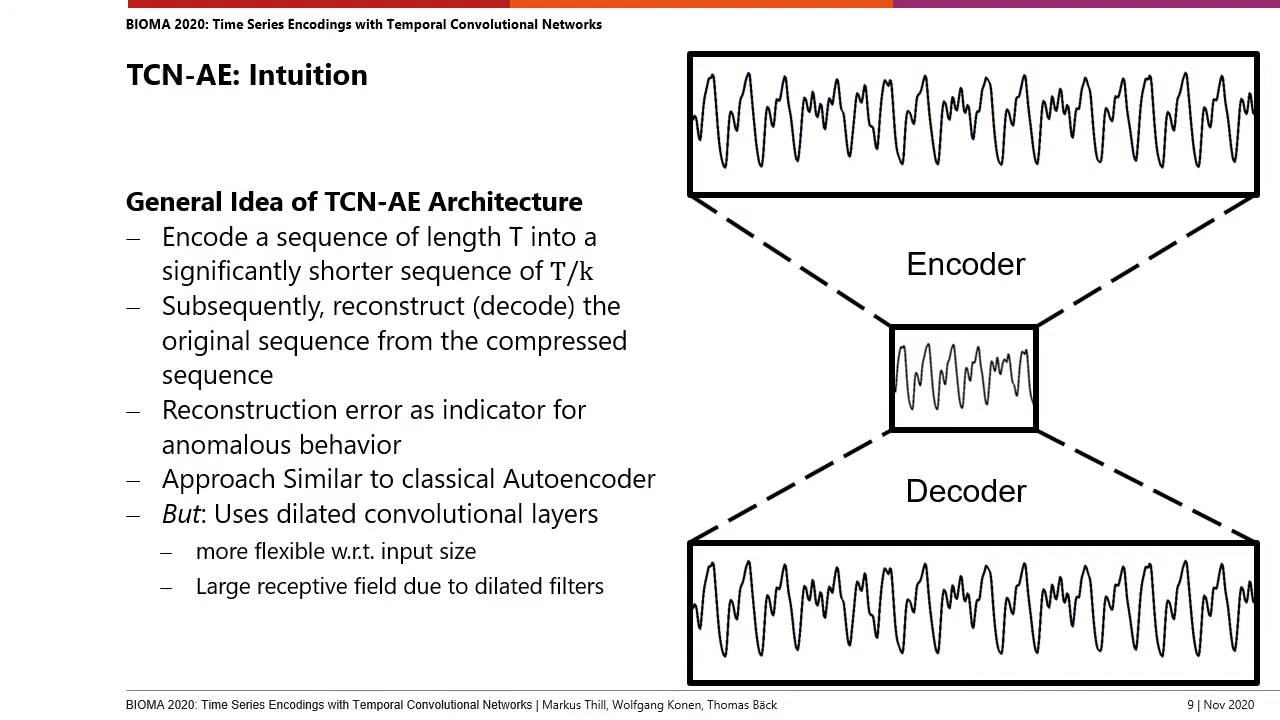 BIOMA 2020: Time Series Encodings with Temporal Convolutional Networks
TCN-AE: Intuition
General Idea of TCN-AE Architecture
– Encode a sequence of length T into a
significantly shorter sequence of T/k
– Subsequently, reconstruct (decode) the
original sequence from the compressed
sequence
– Reconstruction error as indicator for
anomalous behavior
– Approach Similar to classical Autoencoder
– But: Uses dilated convolutional layers
– more flexible w.r.t. input size
– Large receptive field due to dilated filters
Encoder
Decoder
BIOMA 2020: Time Series Encodings with Temporal Convolutional Networks | Markus Thill, Wolfgang Konen, Thomas Bäck
9 | Nov 2020